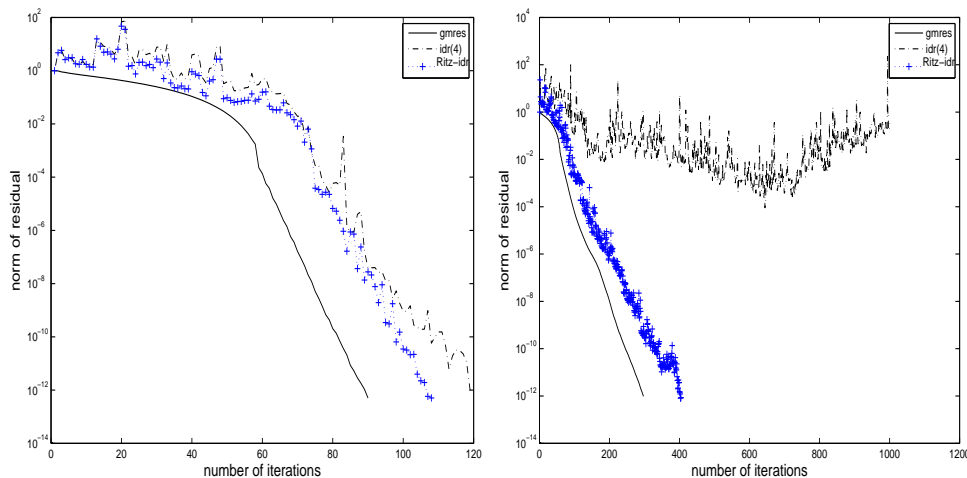 10^2
10^0
10^-2
10^-4
10^-6
10^-8
10^-10
10^-12
10^-14
norm of residual
0 20 40 60 80 100 120
number of iterations
gmres
idr(4)
Ritz-idr
10^4
10^2
10^0
10^-2
10^-4
10^-6
10^-8
10^-10
10^-12
10^-14
norm of residual
0 200 400 600 800 1000 1200
number of iterations
gmres
idr(4)
Ritz-idr